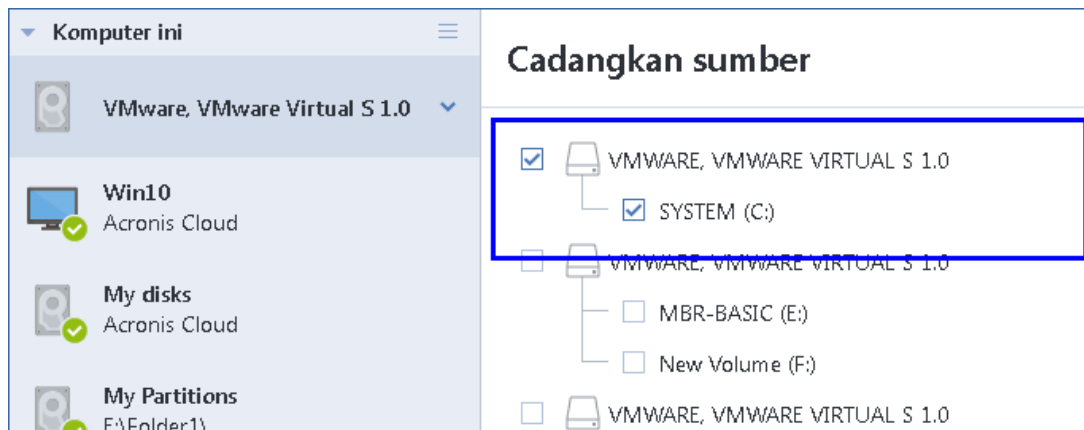 Komputer ini
VMware, VMware Virtual S 1.0
Win10
Acronis Cloud
My disks
Acronis Cloud
My Partitions
F:\Folder1\
Cadangkan sumber
VMWARE, VMWARE VIRTUAL S 1.0
SYSTEM (C:)
VMWARE, VMWARE VIRTUAL S 1.0
MBR-BASIC (E:)
New Volume (F:)
VMWARE, VMWARE VIRTUAL S 1.0